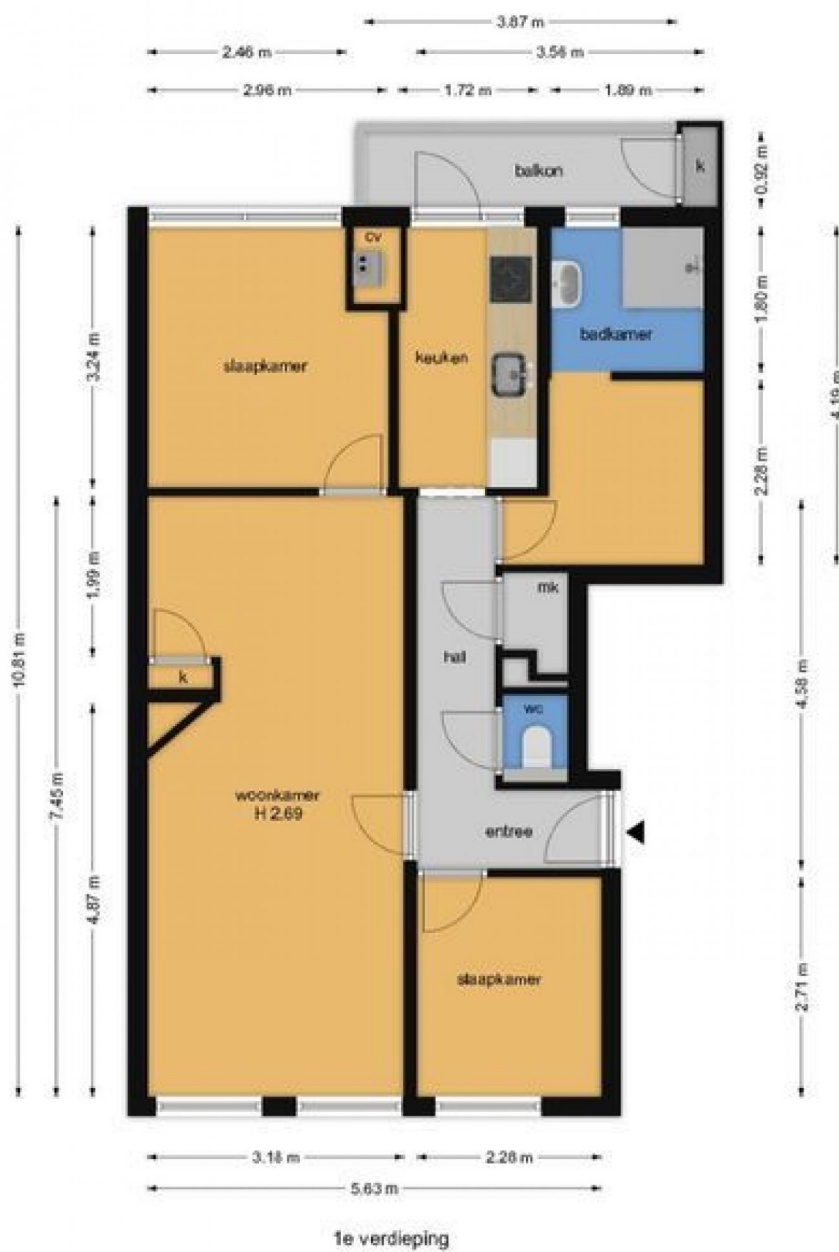 3.87 m
2.46 m
3.56 m
2.96 m
1.72 m
1.89 m
balkon
k
0.92 m
cv
slaapkamer
keuken
badkamer
3.24 m
1.80 m
4.19 m
2.28 m
1.99 m
10.81 m
7.45 m
4.87 m
mk
hall
k
wc
woonkamer
H 2.69
entree
4.58 m
slaapkamer
2.71 m
3.18 m
2.28 m
5.63 m
1e verdieping